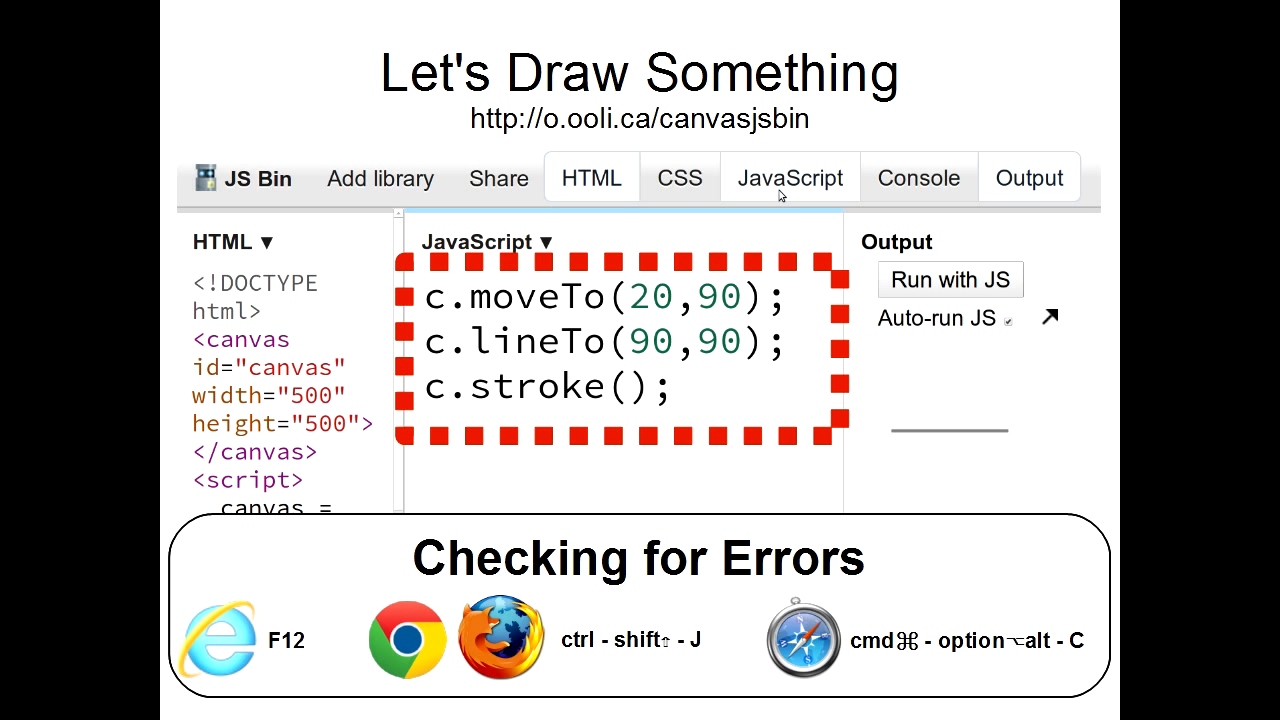 Let's Draw Something
http://o.ooli.ca/canvasjsbin
JS Bin Add library Share HTML CSS JavaScript Console Output
HTML ▼
<!DOCTYPE
html>
<canvas
id="canvas"
width="500"
height="500">
</canvas>
<script>
canvas =
JavaScript ▼
c.moveTo(20,90);
c.lineTo(90,90);
c.stroke();
Output
Run with JS
Auto-run JS
Checking for Errors
F12
ctrl - shift⇧ - J
cmd⌘ - option⌥alt - C